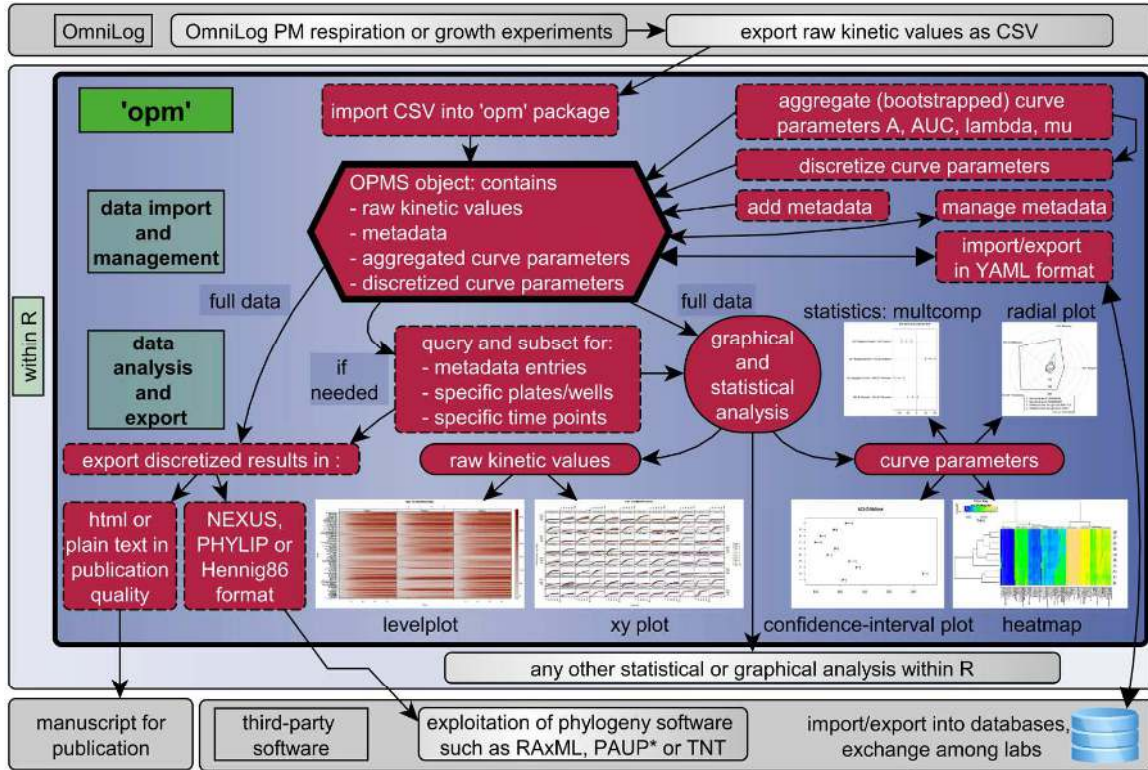 OmniLog
OmniLog PM respiration or growth experiments
export raw kinetic values as CSV
within R
'opm'
import CSV into 'opm' package
aggregate (bootstrapped) curve
parameters A, AUC, lambda, mu
discretize curve parameters
OPMS object: contains
- raw kinetic values
- metadata
- aggregated curve parameters
- discretized curve parameters
add metadata
manage metadata
data import
and
management
import/export
in YAML format
full data
full data
statistics: multcomp
radial plot
data
analysis
and
export
if
needed
query and subset for:
- metadata entries
- specific plates/wells
- specific time points
graphical
and
statistical
analysis
export discretized results in :
raw kinetic values
curve parameters
html or
plain text in
publication
quality
NEXUS,
PHYLIP or
Hennig86
format
levelplot
xy plot
confidence-interval plot
heatmap
any other statistical or graphical analysis within R
manuscript for
publication
third-party
software
exploitation of phylogeny software
such as RAxML, PAUP* or TNT
import/export into databases,
exchange among labs